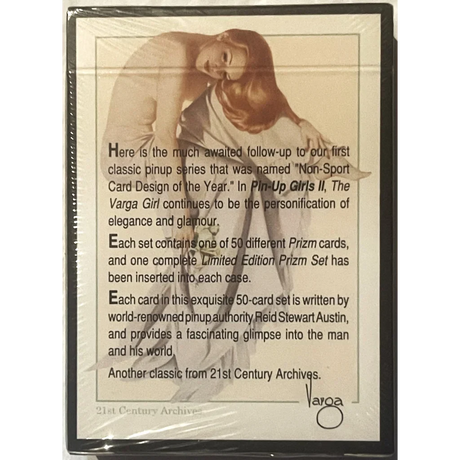 Here is the much awaited follow-up to our first
classic pinup series that was named "Non-Sport
Card Design of the Year." In Pin-Up Girls II, The
Varga Girl continues to be the personification of
elegance and glamour.
Each set contains one of 50 different Prizm cards,
and one complete Limited Edition Prizm Set has
been inserted into each case.
Each card in this exquisite 50-card set is written by
world-renowned pinup authority Reid Stewart Austin,
and provides a fascinating glimpse into the man
and his world.
Another classic from 21st Century Archives.
Varga
21st Century Archives